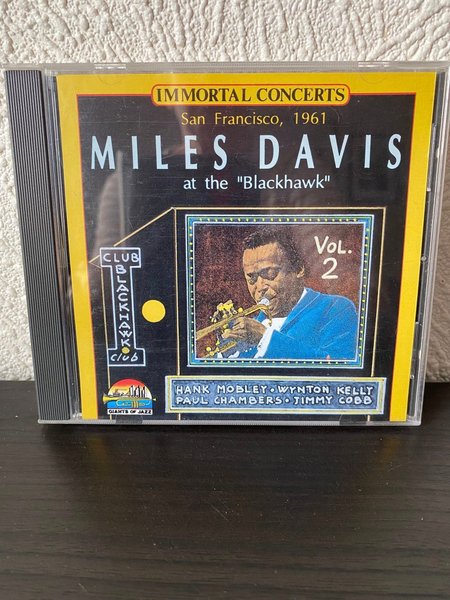 IMMORTAL CONCERTS
San Francisco, 1961
MILES DAVIS
at the "Blackhawk"
VOL.
2
CLUB
BLACKHAWK
club
HANK MOBLEY • WYNTON KELLY
PAUL CHAMBERS • JIMMY COBB
GIANTS OF JAZZ